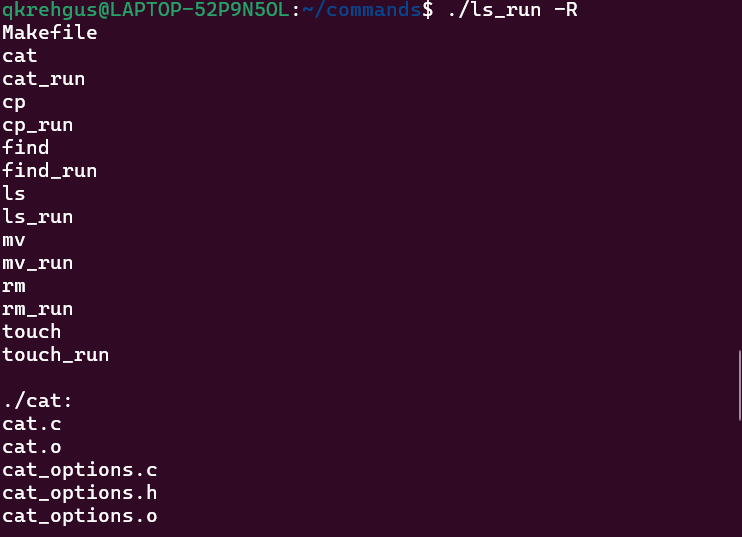 qkrehgus@LAPTOP-52P9N5OL:~/commands$ ./ls_run -R
Makefile
cat
cat_run
cp
cp_run
find
find_run
ls
ls_run
mv
mv_run
rm
rm_run
touch
touch_run

./cat:
cat.c
cat.o
cat_options.c
cat_options.h
cat_options.o